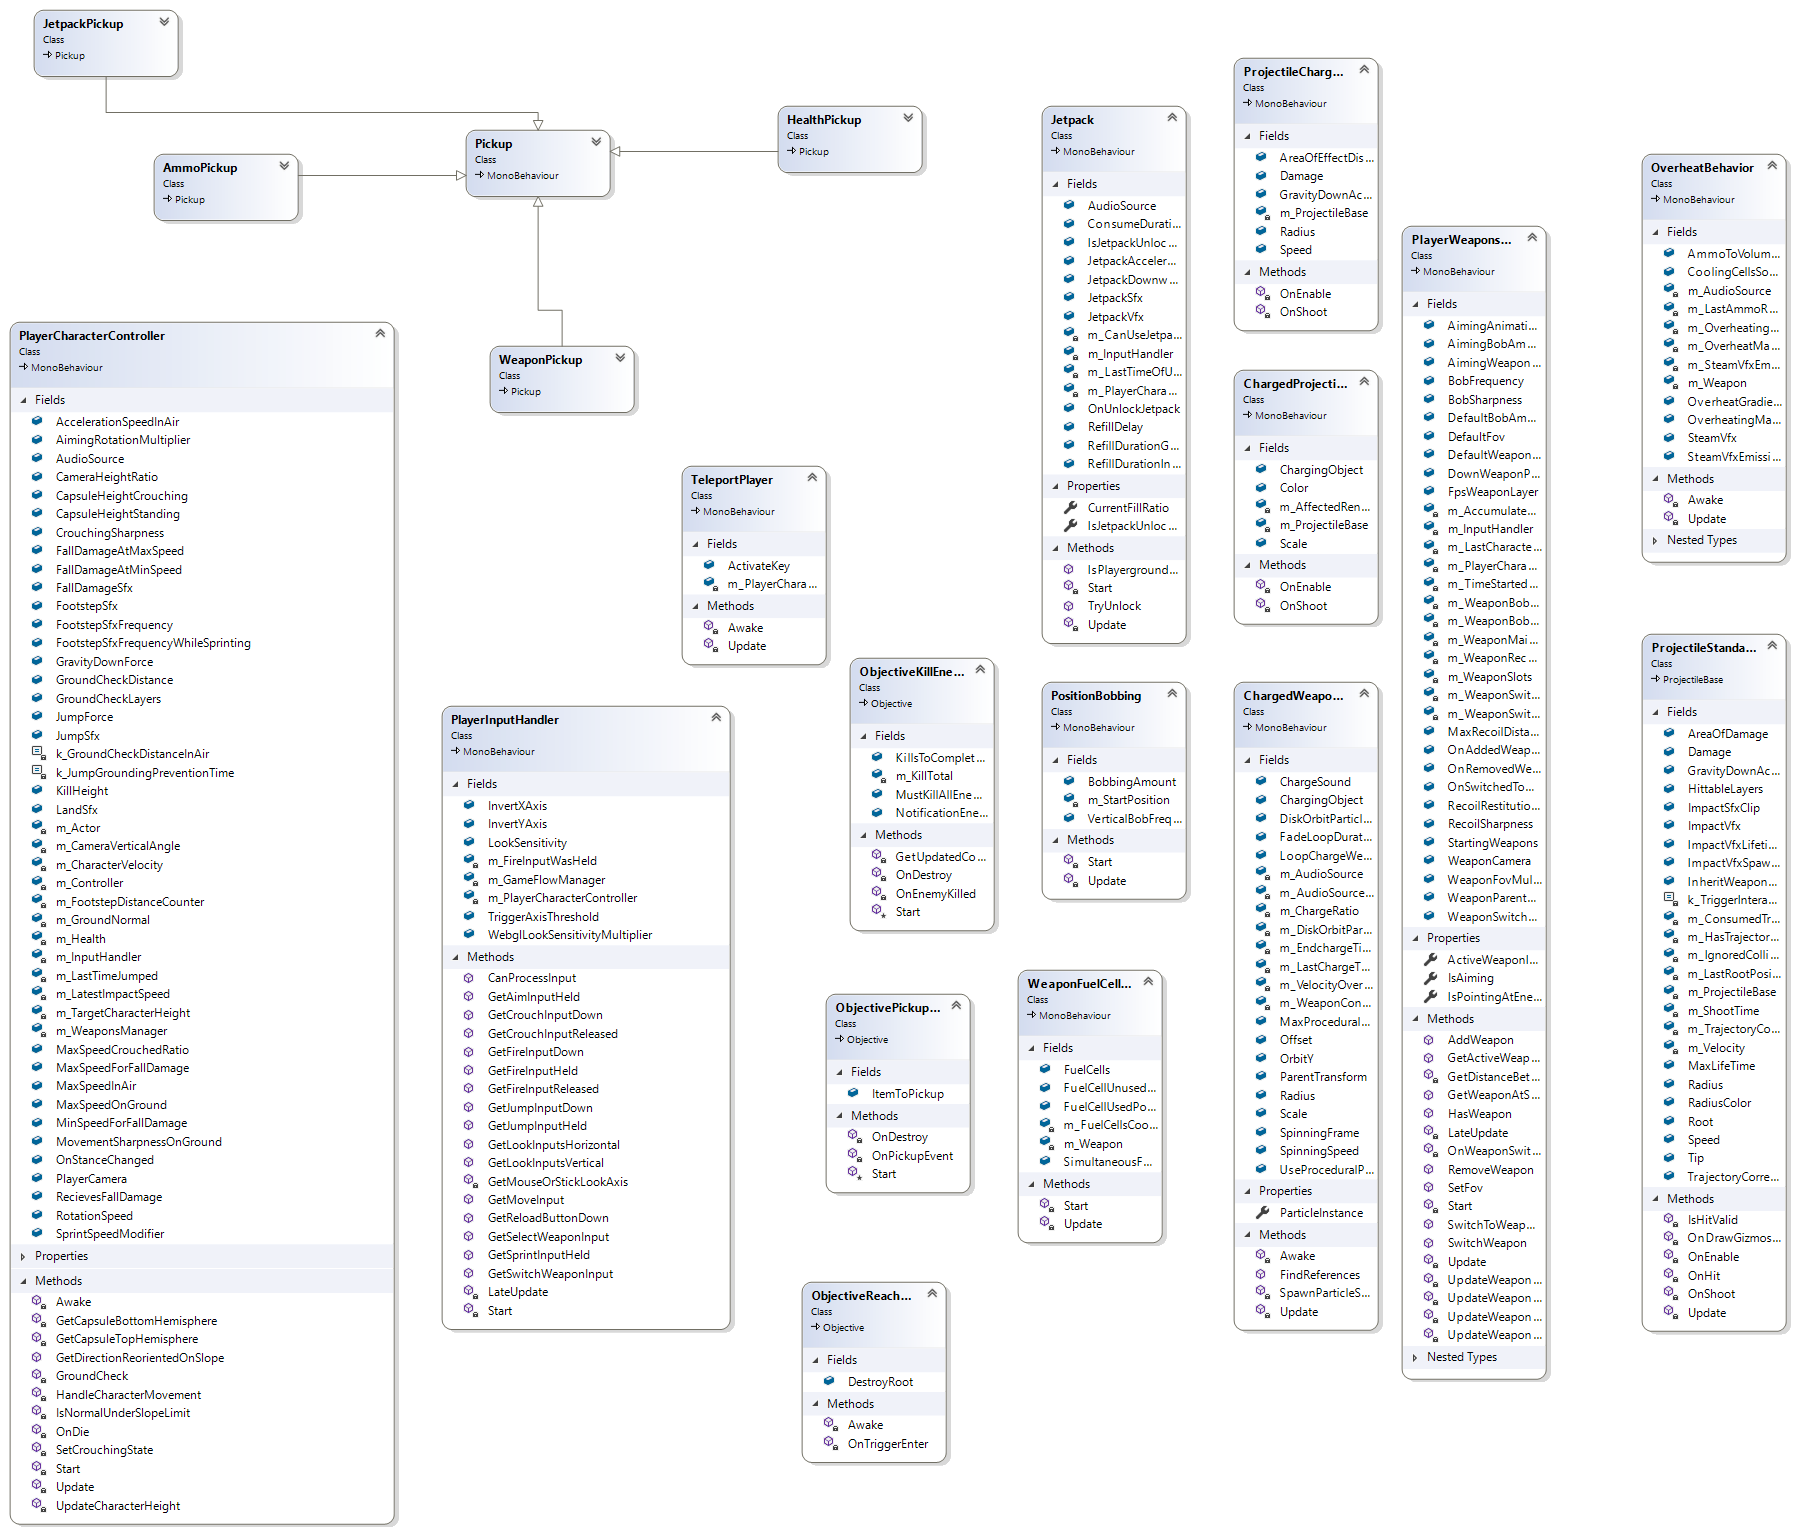 JetpackPickup
Class
Pickup
AmmoPickup
Class
Pickup
Pickup
Class
MonoBehaviour
HealthPickup
Class
Pickup
WeaponPickup
Class
Pickup
PlayerCharacterController
Class
MonoBehaviour
Fields
AccelerationSpeedInAir
AimingRotationMultiplier
AudioSource
CameraHeightRatio
CapsuleHeightCrouching
CapsuleHeightStanding
CrouchingSharpness
FallDamageAtMaxSpeed
FallDamageAtMinSpeed
FallDamageSfx
FootstepSfx
FootstepSfxFrequency
FootstepSfxFrequencyWhileSprinting
GravityDownForce
GroundCheckDistance
GroundCheckLayers
JumpForce
JumpSfx
k_GroundCheckDistanceInAir
k_JumpGroundingPreventionTime
KillHeight
LandSfx
m_Actor
m_CameraVerticalAngle
m_CharacterVelocity
m_Controller
m_FootstepDistanceCounter
m_GroundNormal
m_Health
m_InputHandler
m_LastTimeJumped
m_LatestImpactSpeed
m_TargetCharacterHeight
m_WeaponsManager
MaxSpeedCrouchedRatio
MaxSpeedForFallDamage
MaxSpeedInAir
MaxSpeedOnGround
MinSpeedForFallDamage
MovementSharpnessOnGround
OnStanceChanged
PlayerCamera
RecievesFallDamage
RotationSpeed
SprintSpeedModifier
Properties
Methods
Awake
GetCapsuleBottomHemisphere
GetCapsuleTopHemisphere
GetDirectionReorientedOnSlope
GroundCheck
HandleCharacterMovement
IsNormalUnderSlopeLimit
OnDie
SetCrouchingState
Start
Update
UpdateCharacterHeight
PlayerInputHandler
Class
MonoBehaviour
Fields
InvertXAxis
InvertYAxis
LookSensitivity
m_FireInputWasHeld
m_GameFlowManager
m_PlayerCharacterController
TriggerAxisThreshold
WebglLookSensitivityMultiplier
Methods
CanProcessInput
GetAimInputHeld
GetCrouchInputDown
GetCrouchInputReleased
GetFireInputDown
GetFireInputHeld
GetFireInputReleased
GetJumpInputDown
GetJumpInputHeld
GetLookInputsHorizontal
GetLookInputsVertical
GetMouseOrStickLookAxis
GetMoveInput
GetReloadButtonDown
GetSelectWeaponInput
GetSprintInputHeld
GetSwitchWeaponInput
LateUpdate
Start
TeleportPlayer
Class
MonoBehaviour
Fields
ActivateKey
m_PlayerChara...
Methods
Awake
Update
ObjectiveKillEne...
Class
Objective
Fields
KillsToComplet...
m_KillTotal
MustKillAllEne...
NotificationEne...
Methods
GetUpdatedCo...
OnDestroy
OnEnemyKilled
Start
ObjectivePickup...
Class
Objective
Fields
ItemToPickup
Methods
OnDestroy
OnPickupEvent
Start
ObjectiveReach...
Class
Objective
Fields
DestroyRoot
Methods
Awake
OnTriggerEnter
Jetpack
Class
MonoBehaviour
Fields
AudioSource
ConsumeDurati...
IsJetpackUnloc...
JetpackAcceler...
JetpackDownw...
JetpackSfx
JetpackVfx
m_CanUseJetpa...
m_InputHandler
m_LastTimeOfU...
m_PlayerChara...
OnUnlockJetpack
RefillDelay
RefillDurationG...
RefillDurationIn...
Properties
CurrentFillRatio
IsJetpackUnloc...
Methods
IsPlayerground...
Start
TryUnlock
Update
PositionBobbing
Class
MonoBehaviour
Fields
BobbingAmount
m_StartPosition
VerticalBobFreq...
Methods
Start
Update
WeaponFuelCell...
Class
MonoBehaviour
Fields
FuelCells
FuelCellUnused...
FuelCellUsedPo...
m_FuelCellsCoo...
m_Weapon
SimultaneousF...
Methods
Start
Update
ProjectileCharg...
Class
MonoBehaviour
Fields
AreaOfEffectDis...
Damage
GravityDownAc...
m_ProjectileBase
Radius
Speed
Methods
OnEnable
OnShoot
ChargedProjecti...
Class
MonoBehaviour
Fields
ChargingObject
Color
m_AffectedRen...
m_ProjectileBase
Scale
Methods
OnEnable
OnShoot
ChargedWeapo...
Class
MonoBehaviour
Fields
ChargeSound
ChargingObject
DiskOrbitParticl...
FadeLoopDurat...
LoopChargeWe...
m_AudioSource
m_AudioSource...
m_ChargeRatio
m_DiskOrbitPar...
m_EndchargeTi...
m_LastChargeT...
m_VelocityOver...
m_WeaponCon...
MaxProcedural...
Offset
OrbitY
ParentTransform
Radius
Scale
SpinningFrame
SpinningSpeed
UseProceduralP...
Properties
ParticleInstance
Methods
Awake
FindReferences
SpawnParticleS...
Update
PlayerWeapons...
Class
MonoBehaviour
Fields
AimingAnimati...
AimingBobAm...
AimingWeapon...
BobFrequency
BobSharpness
DefaultBobAm...
DefaultFov
DefaultWeapon...
DownWeaponP...
FpsWeaponLayer
m_Accumulate...
m_InputHandler
m_LastCharacte...
m_PlayerChara...
m_TimeStarted...
m_WeaponBob...
m_WeaponBob...
m_WeaponMai...
m_WeaponRec...
m_WeaponSlots
m_WeaponSwit...
m_WeaponSwit...
MaxRecoilDista...
OnAddedWeap...
OnRemovedWe...
OnSwitchedTo...
RecoilRestitutio...
RecoilSharpness
StartingWeapons
WeaponCamera
WeaponFovMul...
WeaponParent...
WeaponSwitch...
Properties
ActiveWeaponI...
IsAiming
IsPointingAtEne...
Methods
AddWeapon
GetActiveWeap...
GetDistanceBet...
GetWeaponAtS...
HasWeapon
LateUpdate
OnWeaponSwit...
RemoveWeapon
SetFov
Start
SwitchToWeap...
SwitchWeapon
Update
UpdateWeapon...
UpdateWeapon...
UpdateWeapon...
UpdateWeapon...
Nested Types
OverheatBehavior
Class
MonoBehaviour
Fields
AmmoToVolum...
CoolingCellsSo...
m_AudioSource
m_LastAmmoR...
m_Overheating...
m_OverheatMa...
m_SteamVfxEm...
m_Weapon
OverheatGradie...
OverheatingMa...
SteamVfx
SteamVfxEmissi...
Methods
Awake
Update
Nested Types
ProjectileStanda...
Class
ProjectileBase
Fields
AreaOfDamage
Damage
GravityDownAc...
HittableLayers
ImpactSfxClip
ImpactVfx
ImpactVfxLifeti...
ImpactVfxSpaw...
InheritWeapon...
k_TriggerIntera...
m_ConsumedTr...
m_HasTrajector...
m_IgnoredColli...
m_LastRootPosi...
m_ProjectileBase
m_ShootTime
m_TrajectoryCo...
m_Velocity
MaxLifeTime
Radius
RadiusColor
Root
Speed
Tip
TrajectoryCorre...
Methods
IsHitValid
OnDrawGizmos...
OnEnable
OnHit
OnShoot
Update